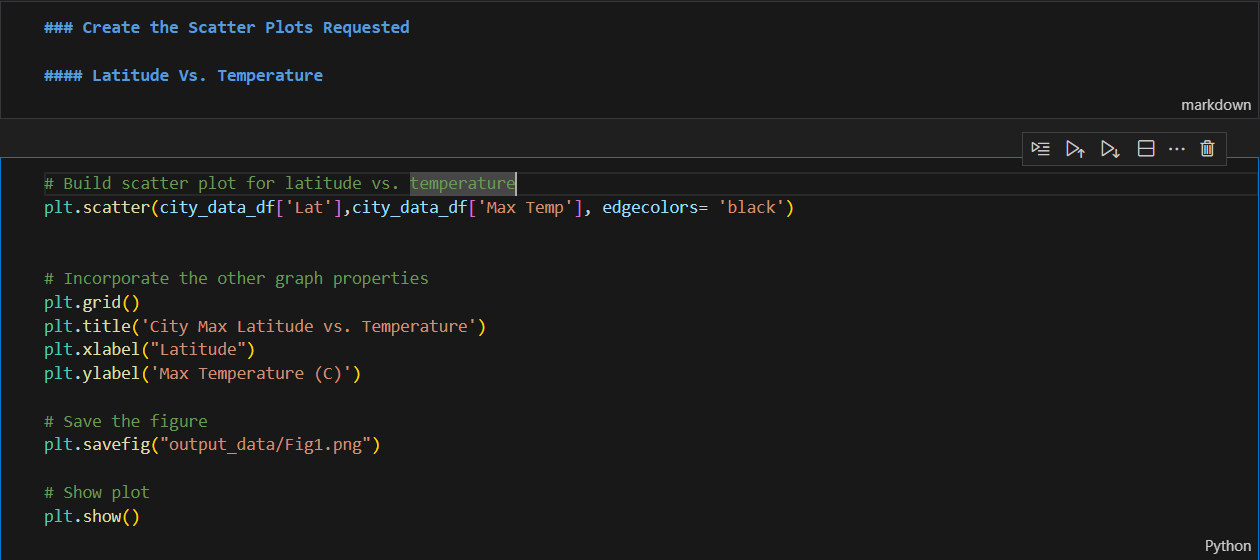 ### Create the Scatter Plots Requested
#### Latitude Vs. Temperature
markdown
# Build scatter plot for latitude vs. temperature
plt.scatter(city_data_df['Lat'],city_data_df['Max Temp'], edgecolors= 'black')
# Incorporate the other graph properties
plt.grid()
plt.title('City Max Latitude vs. Temperature')
plt.xlabel("Latitude")
plt.ylabel('Max Temperature (C)')
# Save the figure
plt.savefig("output_data/Fig1.png")
# Show plot
plt.show()
Python